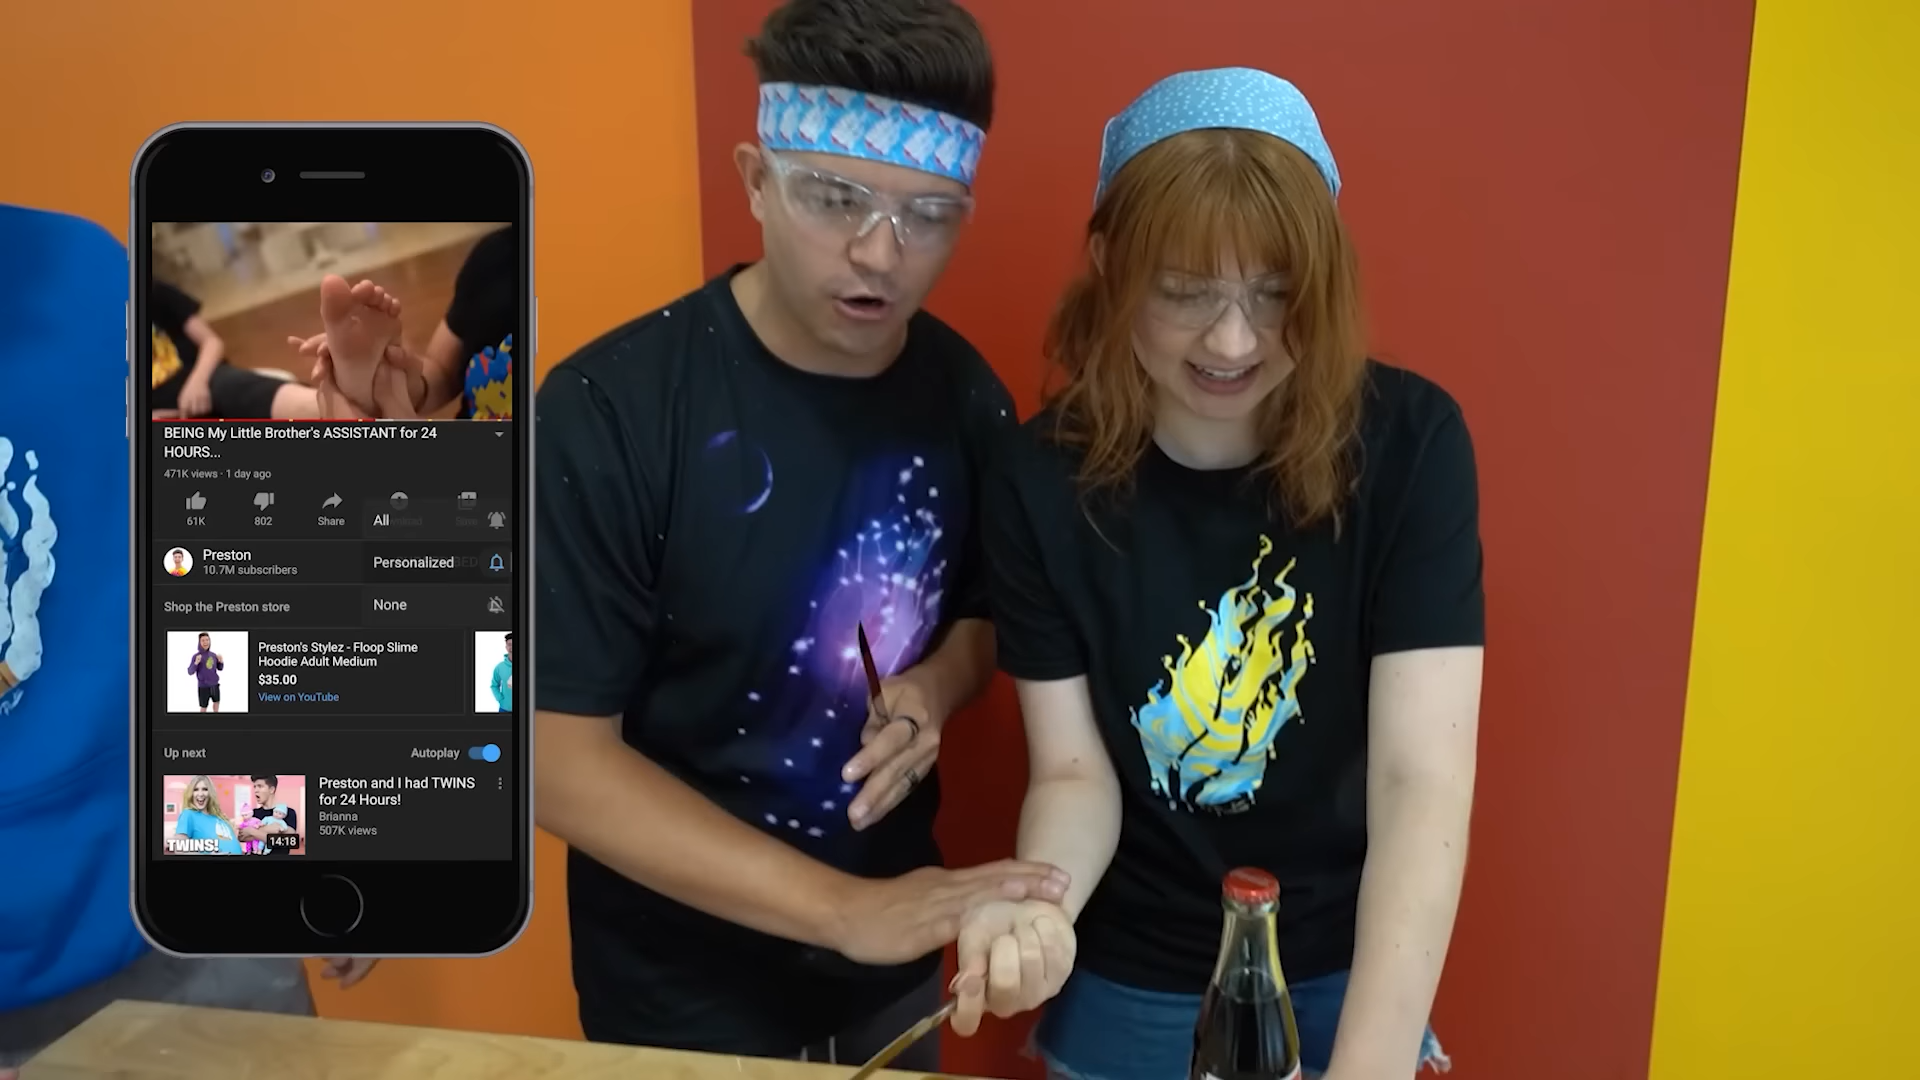 BEING My Little Brother's ASSISTANT for 24
HOURS...
471K views · 1 day ago
61K
802
Share
All
Preston
10.7M subscribers
Personalized
None
Shop the Preston store
Preston's Stylez - Floop Slime
Hoodie Adult Medium
$35.00
View on YouTube
Up next
Autoplay
TWINS!
14:18
Preston and I had TWINS
for 24 Hours!
Brianna
507K views